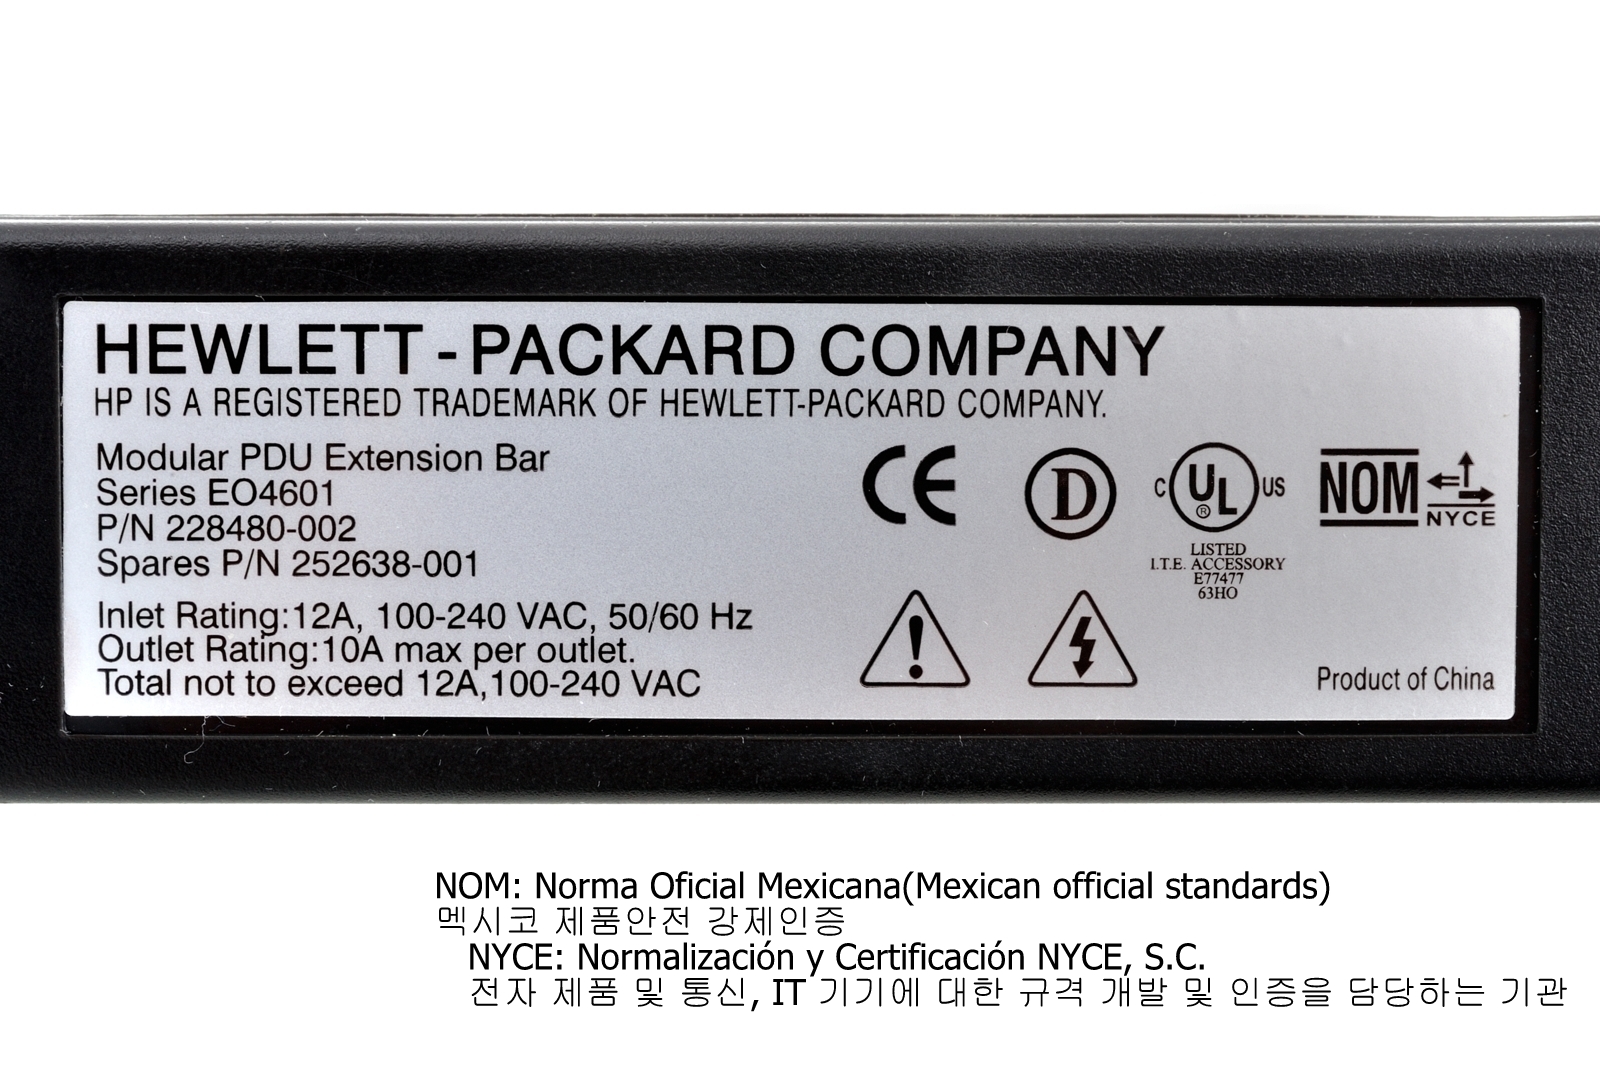 HEWLETT - PACKARD COMPANY
HP IS A REGISTERED TRADEMARK OF HEWLETT-PACKARD COMPANY.
Modular PDU Extension Bar
Series EO4601
P/N 228480-002
Spares P/N 252638-001
Inlet Rating:12A, 100-240 VAC, 50/60 Hz
Outlet Rating:10A max per outlet.
Total not to exceed 12A,100-240 VAC
CE
D
C UL ® US
LISTED
I.T.E. ACCESSORY
E77477
63HO
NOM
NYCE
Product of China
NOM: Norma Oficial Mexicana(Mexican official standards)
멕시코 제품안전 강제인증
NYCE: Normalización y Certificación NYCE, S.C.
전자 제품 및 통신, IT 기기에 대한 규격 개발 및 인증을 담당하는 기관